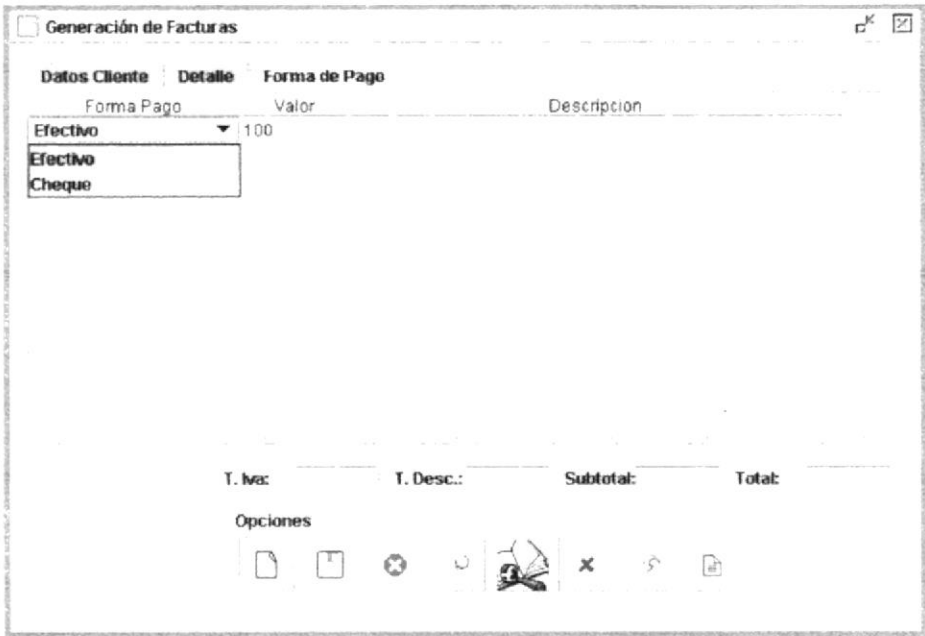 Generación de Facturas
Datos Cliente Detalle Forma de Pago
Forma Pago Valor Descripcion
Efectivo 100
Efectivo
Cheque
T. Iva: T. Desc.: Subtotal: Total:
Opciones